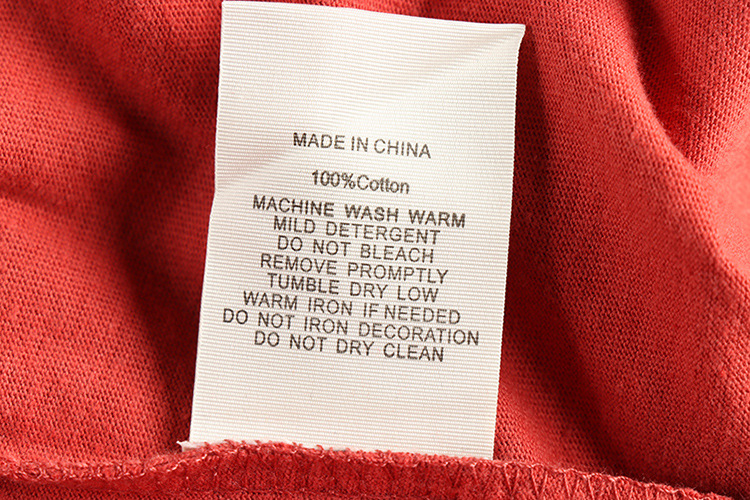 MADE IN CHINA
100%Cotton
MACHINE WASH WARM
MILD DETERGENT
DO NOT BLEACH
REMOVE PROMPTLY
TUMBLE DRY LOW
WARM IRON IF NEEDED
DO NOT IRON DECORATION
DO NOT DRY CLEAN